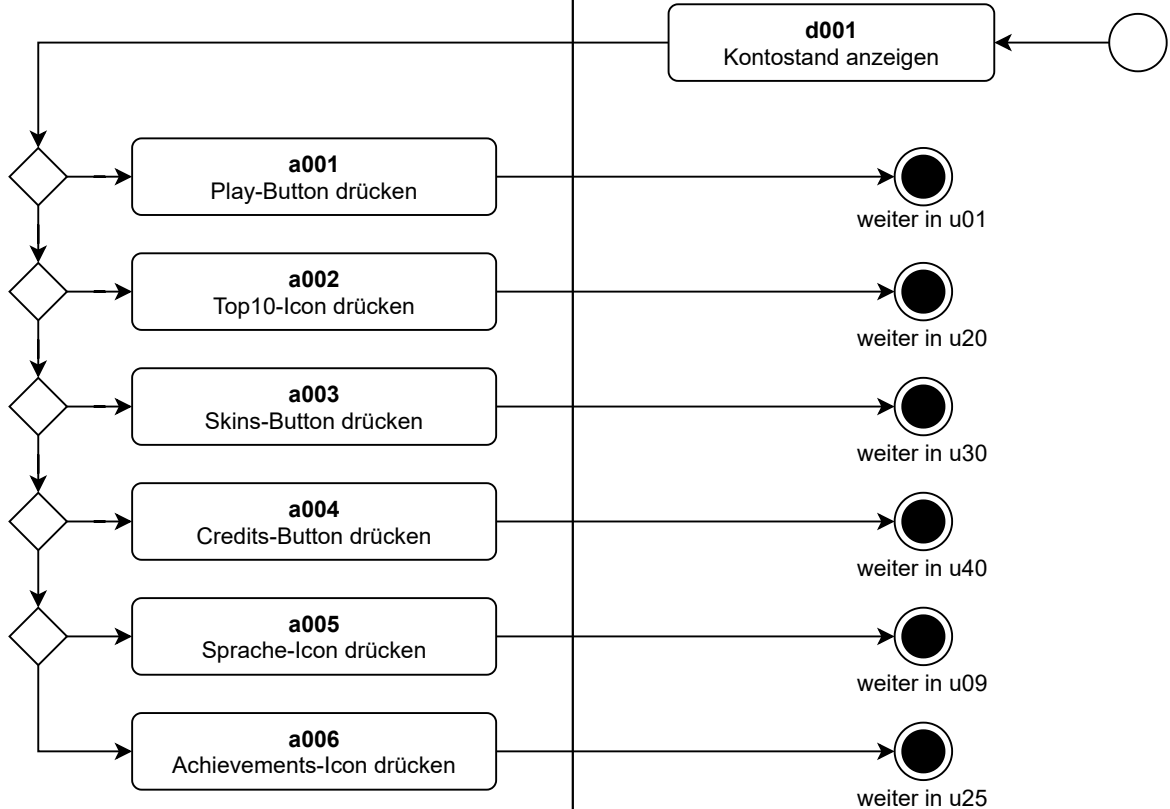 d001
Kontostand anzeigen
a001
Play-Button drücken
weiter in u01
a002
Top10-Icon drücken
weiter in u20
a003
Skins-Button drücken
weiter in u30
a004
Credits-Button drücken
weiter in u40
a005
Sprache-Icon drücken
weiter in u09
a006
Achievements-Icon drücken
weiter in u25